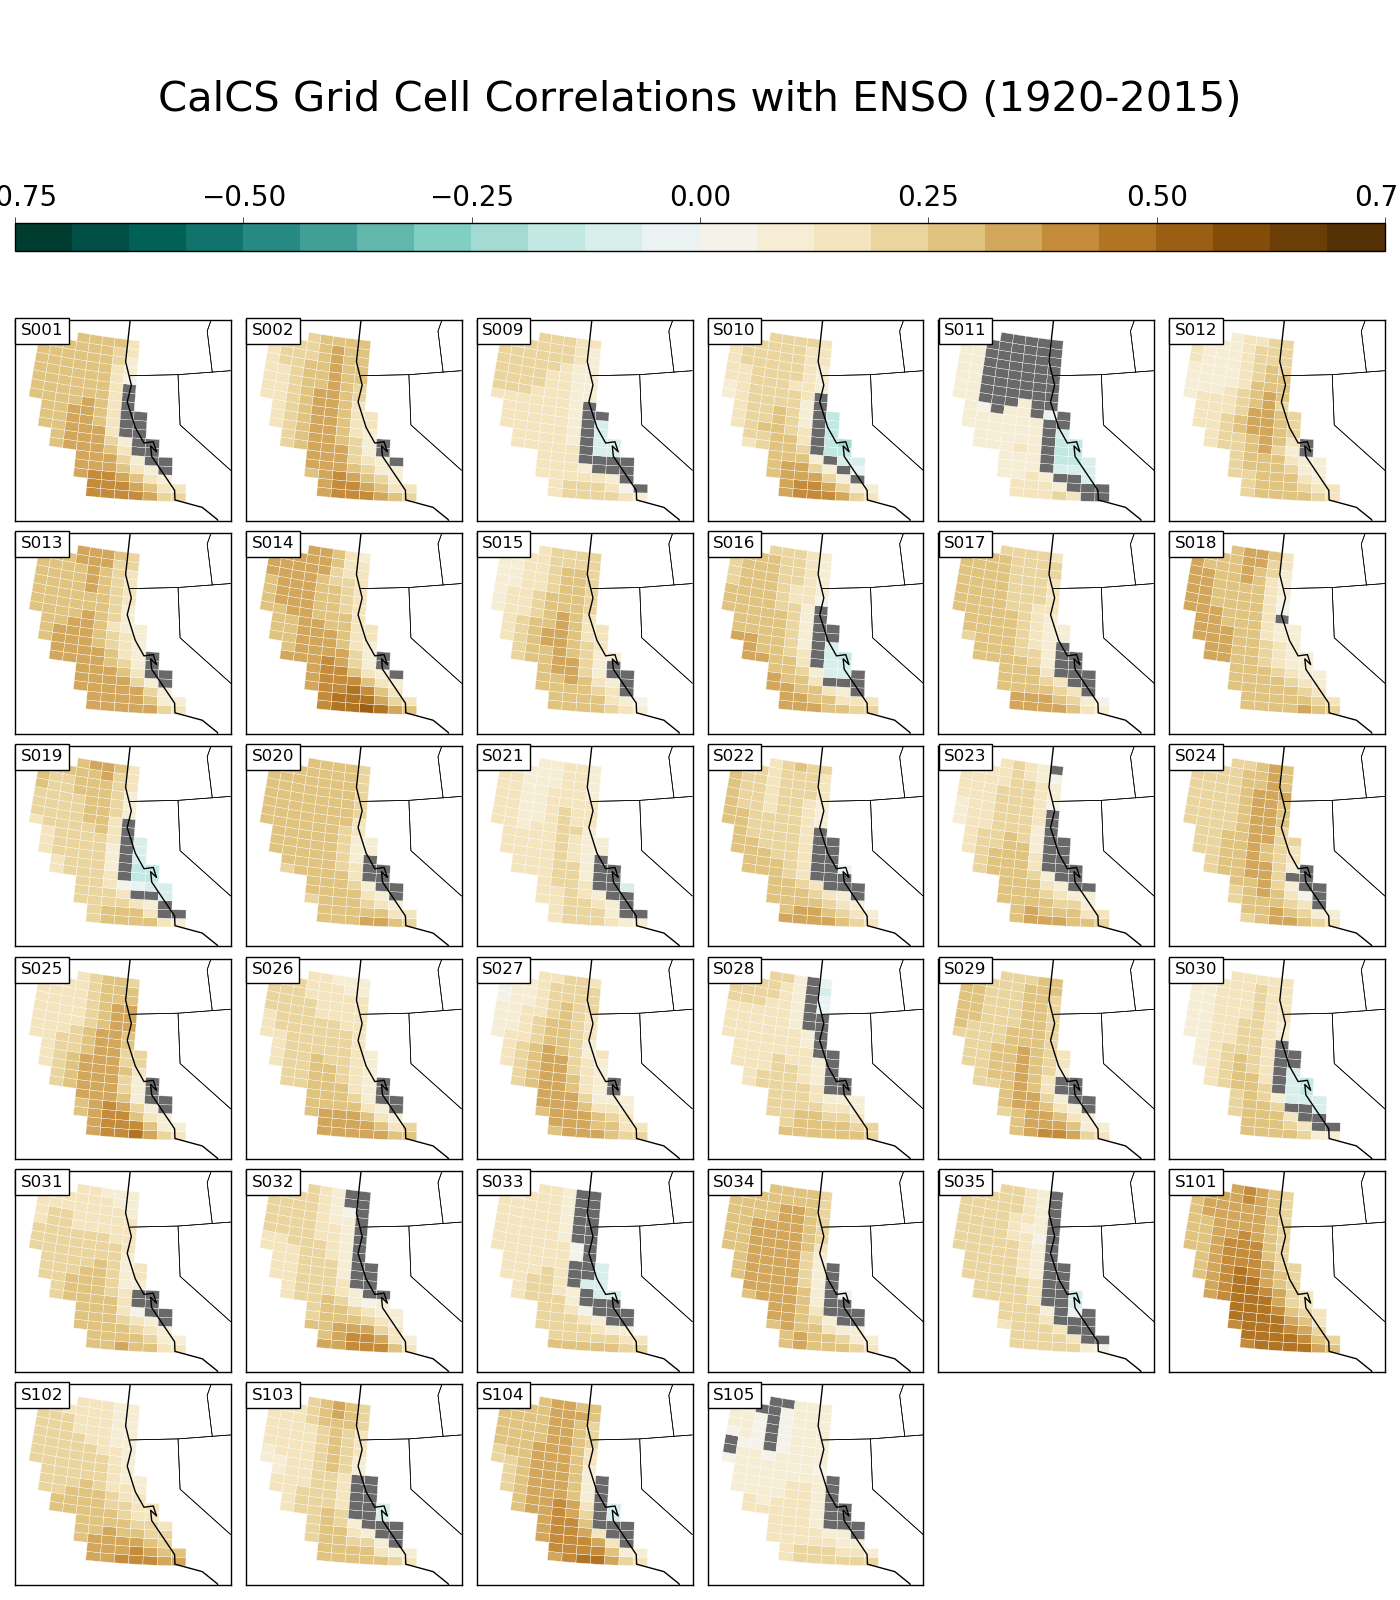 CalCS Grid Cell Correlations with ENSO (1920-2015)
0.75 −0.50 −0.25 0.00 0.25 0.50 0.7
S001 S002 S009 S010 S011 S012
S013 S014 S015 S016 S017 S018
S019 S020 S021 S022 S023 S024
S025 S026 S027 S028 S029 S030
S031 S032 S033 S034 S035 S101
S102 S103 S104 S105